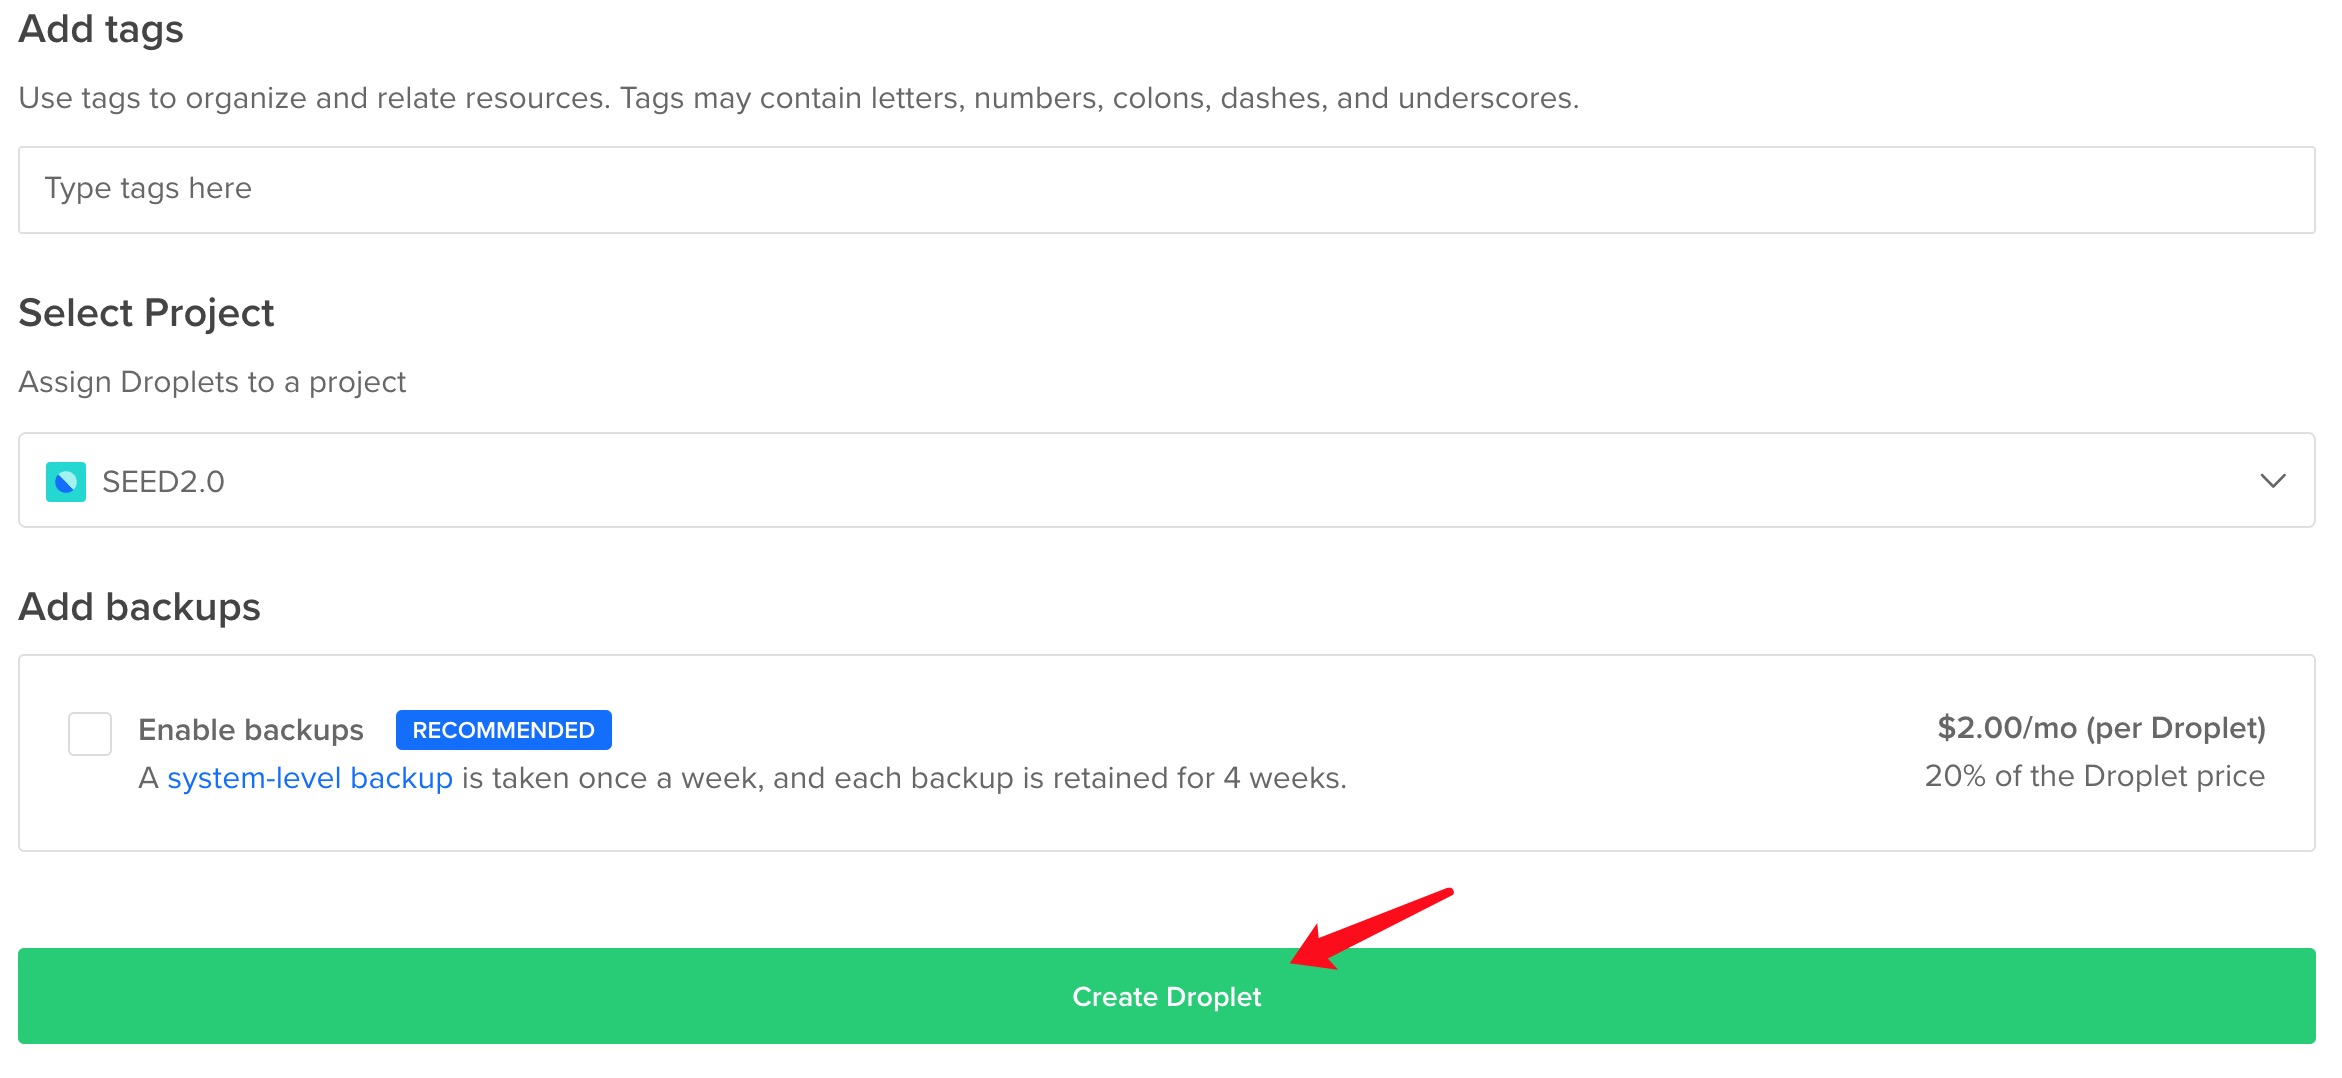 Add tags
Use tags to organize and relate resources. Tags may contain letters, numbers, colons, dashes, and underscores.
Type tags here
Select Project
Assign Droplets to a project
SEED2.0
Add backups
Enable backups RECOMMENDED $2.00/mo (per Droplet)
A system-level backup is taken once a week, and each backup is retained for 4 weeks. 20% of the Droplet price
Create Droplet